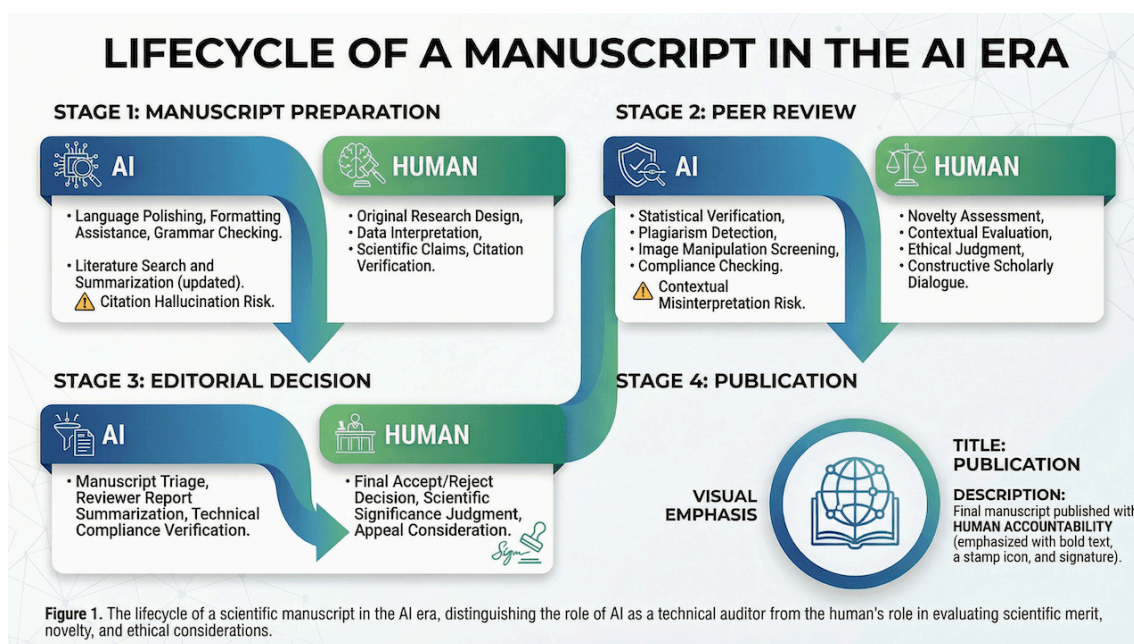 LIFECYCLE OF A MANUSCRIPT IN THE AI ERA
STAGE 1: MANUSCRIPT PREPARATION
AI
• Language Polishing, Formatting
Assistance, Grammar Checking.
• Literature Search and
Summarization (updated).
Citation Hallucination Risk.
HUMAN
• Original Research Design,
• Data Interpretation,
• Scientific Claims, Citation
Verification.
STAGE 2: PEER REVIEW
AI
• Statistical Verification,
• Plagiarism Detection,
• Image Manipulation Screening,
• Compliance Checking.
Contextual
Misinterpretation Risk.
HUMAN
• Novelty Assessment,
• Contextual Evaluation,
• Ethical Judgment,
• Constructive Scholarly
Dialogue.
STAGE 3: EDITORIAL DECISION
AI
• Manuscript Triage,
Reviewer Report
Summarization, Technical
Compliance Verification.
HUMAN
• Final Accept/Reject
Decision, Scientific
Significance Judgment,
Appeal Consideration.
STAGE 4: PUBLICATION
VISUAL
EMPHASIS
TITLE:
PUBLICATION
DESCRIPTION:
Final manuscript published with
HUMAN ACCOUNTABILITY
(emphasized with bold text,
a stamp icon, and signature).
Figure 1. The lifecycle of a scientific manuscript in the AI era, distinguishing the role of AI as a technical auditor from the human's role in evaluating scientific merit,
novelty, and ethical considerations.